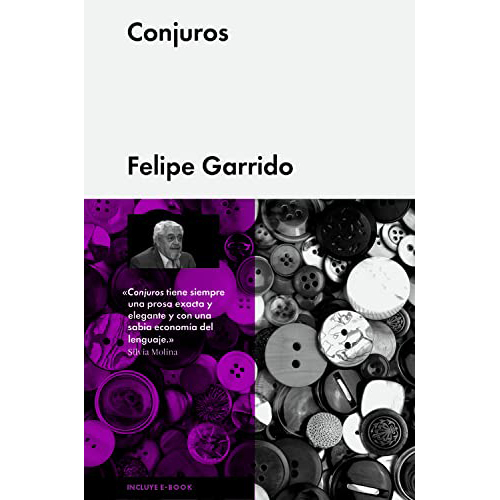 Conjuros
Felipe Garrido
«Conjuros tiene siempre
una prosa exacta y
elegante y con una
sabia economía del
lenguaje.»
Silvia Molina
INCLUYE E-BOOK